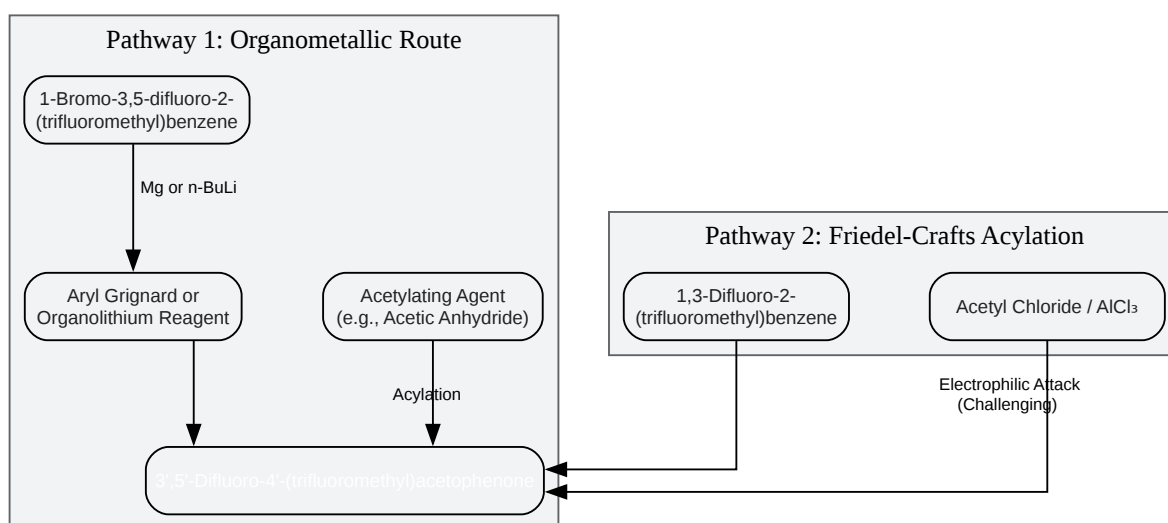 Pathway 1: Organometallic Route
1-Bromo-3,5-difluoro-2-
(trifluoromethyl)benzene
Mg or n-BuLi
Aryl Grignard or
Organolithium Reagent
Acetylating Agent
(e.g., Acetic Anhydride)
Acylation
3',5'-Difluoro-4'-(trifluoromethyl)acetophenone
Pathway 2: Friedel-Crafts Acylation
1,3-Difluoro-2-
(trifluoromethyl)benzene
Acetyl Chloride / AlCl₃
Electrophilic Attack
(Challenging)